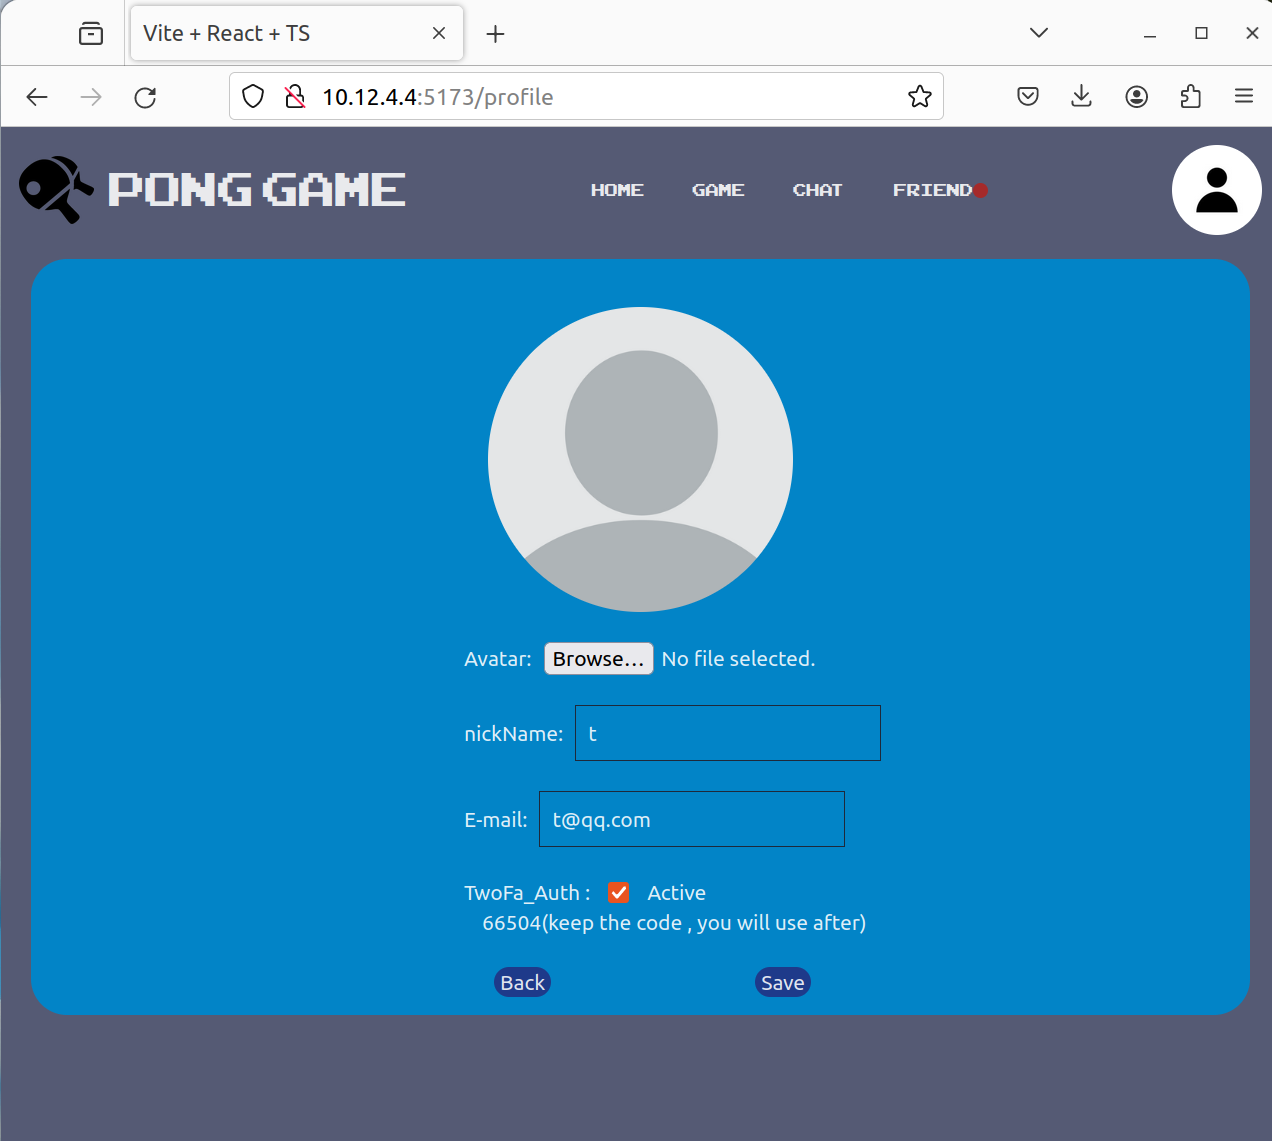 Vite + React + TS
10.12.4.4:5173/profile
PONG GAME HOME GAME CHAT FRIEND
Avatar: Browse... No file selected.
nickName: t
E-mail: t@qq.com
TwoFa_Auth : Active
66504(keep the code , you will use after)
Back Save